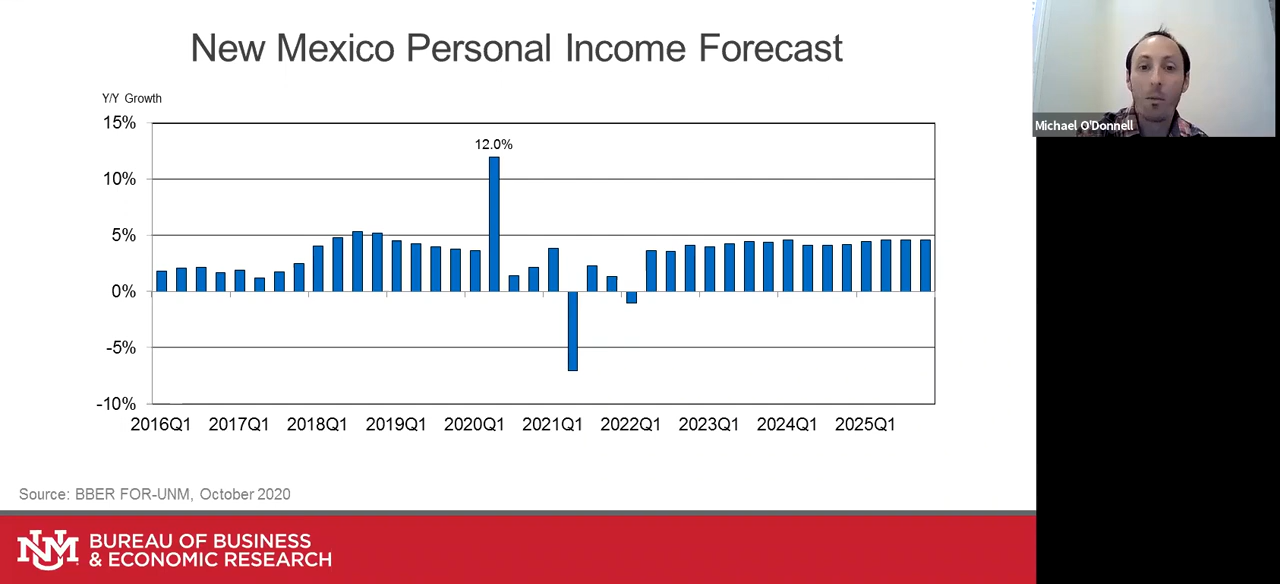 New Mexico Personal Income Forecast
Michael O'Donnell
Y/Y Growth
15%
12.0%
10%
5%
0%
-5%
-10%
2016Q1 2017Q1 2018Q1 2019Q1 2020Q1 2021Q1 2022Q1 2023Q1 2024Q1 2025Q1
Source: BBER FOR-UNM, October 2020
UNM BUREAU OF BUSINESS
& ECONOMIC RESEARCH